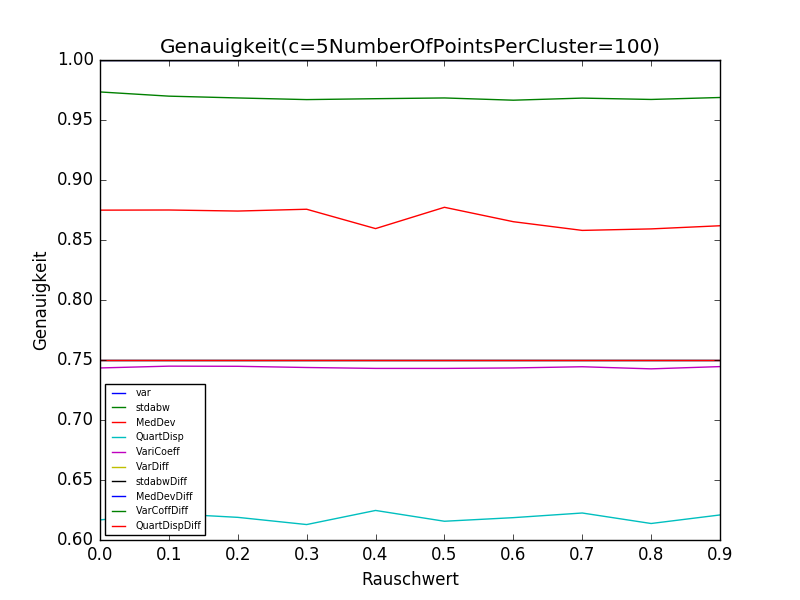 Genauigkeit(c=5NumberOfPointsPerCluster=100)
1.00
0.95
0.90
0.85
0.80
0.75
0.70
0.65
0.60
Genauigkeit
var
stdabw
MedDev
QuartDisp
VariCoeff
VarDiff
stdabwDiff
MedDevDiff
VarCoffDiff
QuartDispDiff
0.0 0.1 0.2 0.3 0.4 0.5 0.6 0.7 0.8 0.9
Rauschwert